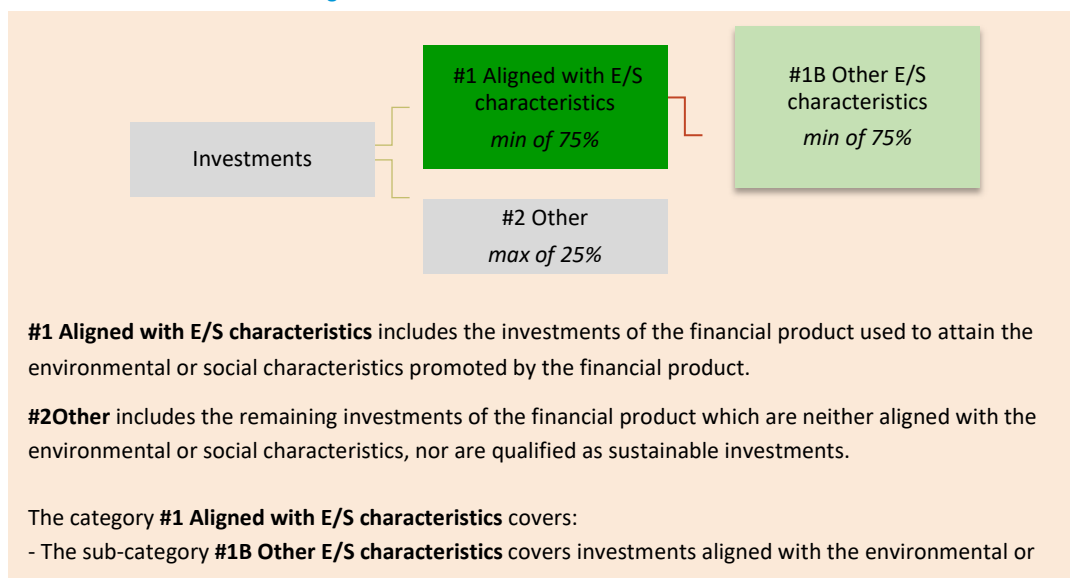 #1 Aligned with E/S
characteristics
min of 75%
#1B Other E/S
characteristics
min of 75%
Investments
#2 Other
max of 25%
#1 Aligned with E/S characteristics includes the investments of the financial product used to attain the
environmental or social characteristics promoted by the financial product.
#2Other includes the remaining investments of the financial product which are neither aligned with the
environmental or social characteristics, nor are qualified as sustainable investments.
The category #1 Aligned with E/S characteristics covers:
- The sub-category #1B Other E/S characteristics covers investments aligned with the environmental or